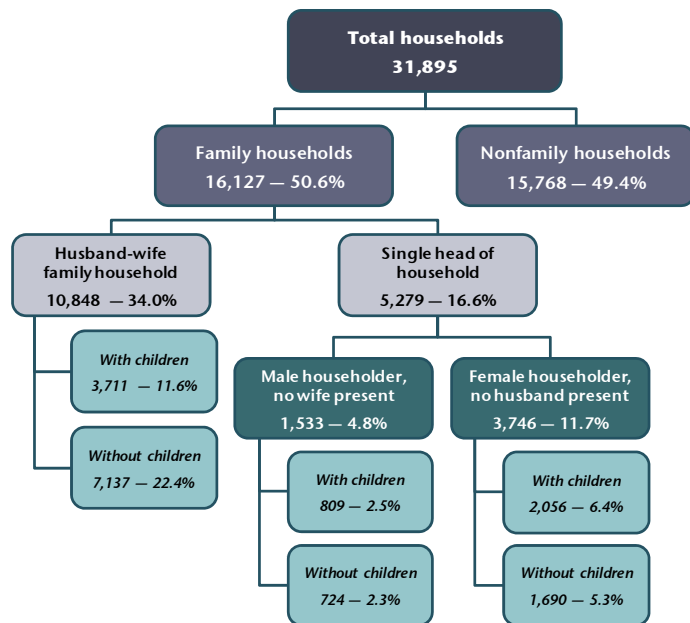 Total households
31,895
Family households
16,127 — 50.6%
Nonfamily households
15,768 — 49.4%
Husband-wife
family household
10,848 — 34.0%
Single head of
household
5,279 — 16.6%
With children
3,711 — 11.6%
Without children
7,137 — 22.4%
Male householder,
no wife present
1,533 — 4.8%
Female householder,
no husband present
3,746 — 11.7%
With children
809 — 2.5%
Without children
724 — 2.3%
With children
2,056 — 6.4%
Without children
1,690 — 5.3%